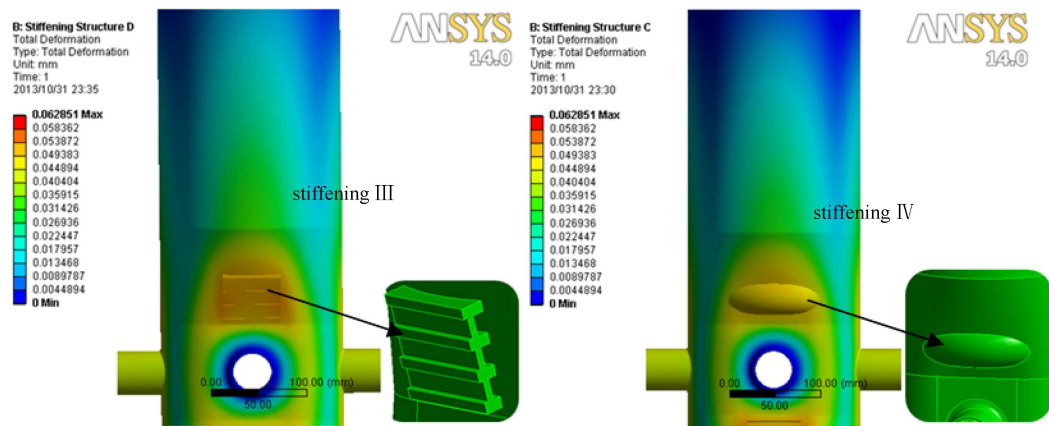 B: Stiffening Structure D
Total Deformation
Type: Total Deformation
Unit: mm
Time: 1
2013/10/31 23:35
0.062851 Max
0.058362
0.053872
0.049383
0.044894
0.040404
0.035915
0.031426
0.026936
0.022447
0.017957
0.013468
0.0089787
0.0044894
0 Min
ANSYS
14.0
stiffening III
0.00
100.00 (mm)
50.00
B: Stiffening Structure C
Total Deformation
Type: Total Deformation
Unit: mm
Time: 1
2013/10/31 23:30
0.062851 Max
0.058362
0.053872
0.049383
0.044894
0.040404
0.035915
0.031426
0.026936
0.022447
0.017957
0.013468
0.0089787
0.0044894
0 Min
ANSYS
14.0
stiffening IV
0.00
100.00 (mm)
50.00